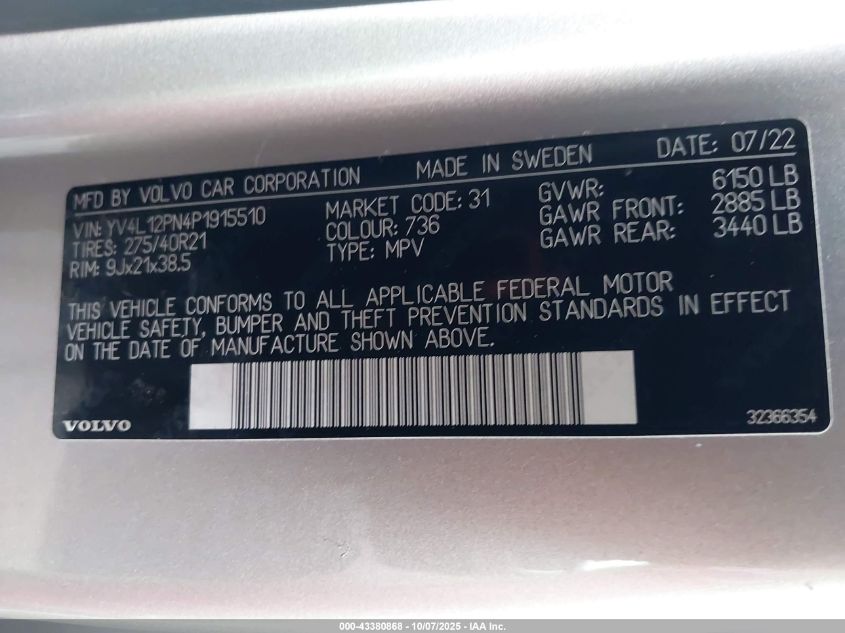 MFD BY VOLVO CAR CORPORATION MADE IN SWEDEN DATE: 07/22
VIN: YV4L12PN4P1915510 MARKET CODE: 31 GVWR: 6150 LB
TIRES: 275/40R21 COLOUR: 736 GAWR FRONT: 2885 LB
RIM: 9Jx21x38.5 TYPE: MPV GAWR REAR: 3440 LB
THIS VEHICLE CONFORMS TO ALL APPLICABLE FEDERAL MOTOR
VEHICLE SAFETY, BUMPER AND THEFT PREVENTION STANDARDS IN EFFECT
ON THE DATE OF MANUFACTURE SHOWN ABOVE.
VOLVO 32366354
000-43380868 - 10/07/2025 - IAA Inc.